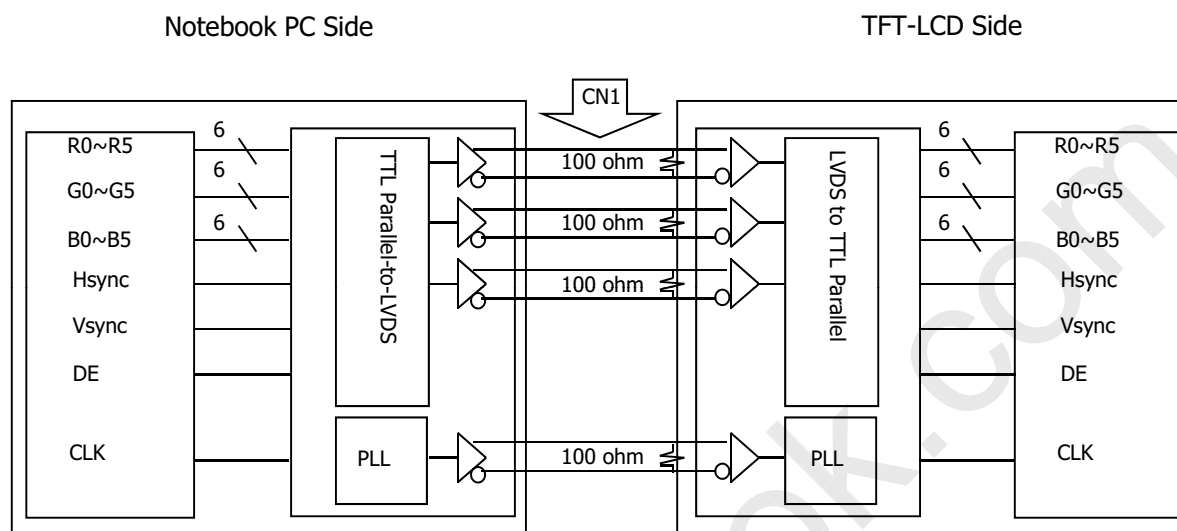 Notebook PC Side
TFT-LCD Side
CN1
R0~R5
6
G0~G5
6
B0~B5
6
Hsync
Vsync
DE
CLK
TTL Parallel-to-LVDS
PLL
100 ohm
100 ohm
100 ohm
100 ohm
LVDS to TTL Parallel
PLL
6
R0~R5
6
G0~G5
6
B0~B5
Hsync
Vsync
DE
CLK
ok.com